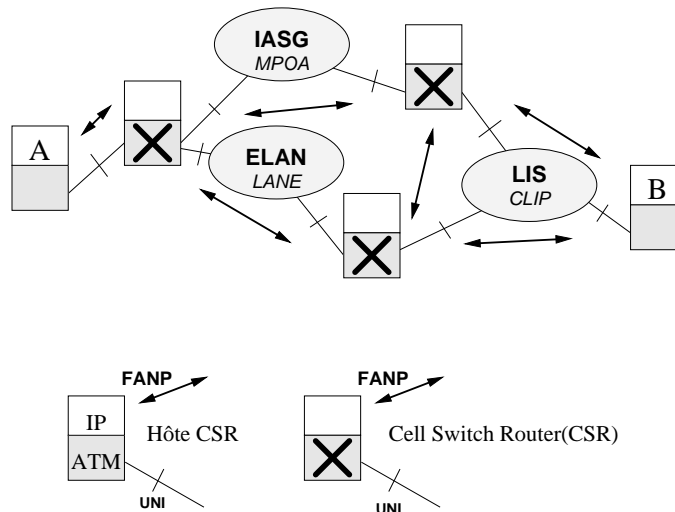 IASG
MPOA
A
ELAN
LANE
LIS
CLIP
B
FANP
FANP
IP
Hôte CSR
Cell Switch Router(CSR)
ATM
UNI
UNI